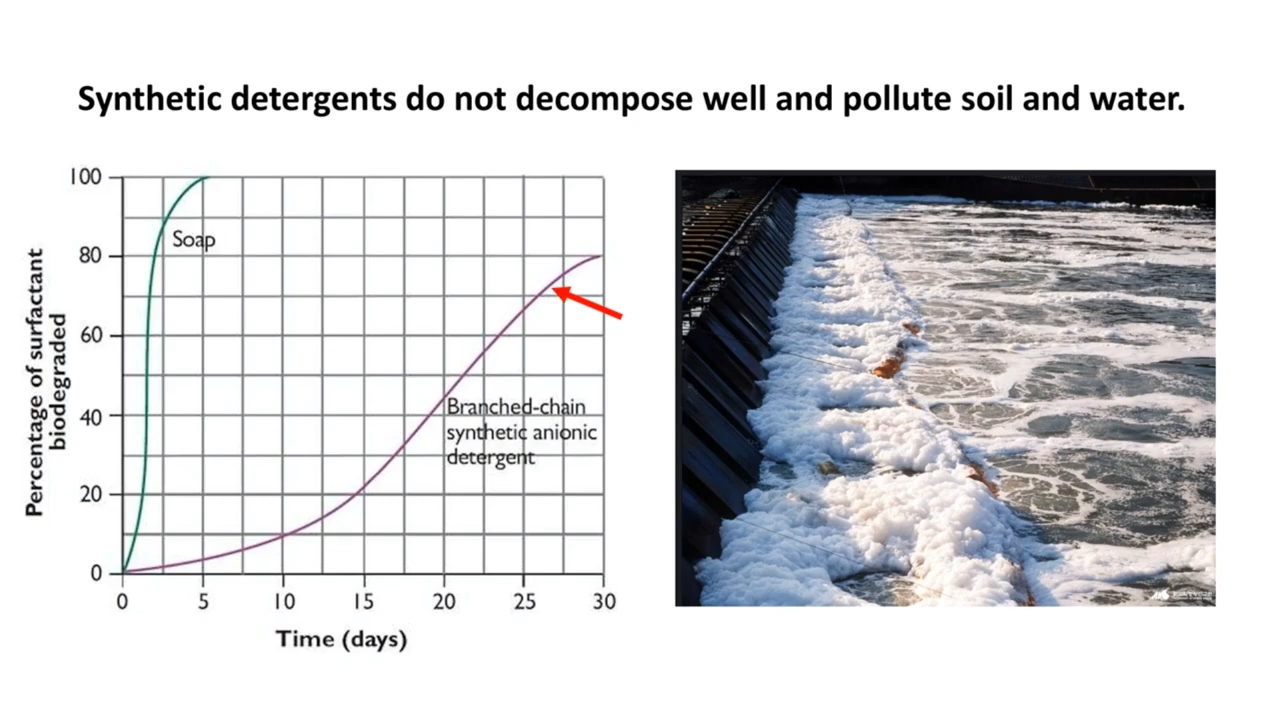 Synthetic detergents do not decompose well and pollute soil and water.
Percentage of surfactant
biodegraded
100
80
60
40
20
0
Soap
Branched-chain
synthetic anionic
detergent
0 5 10 15 20 25 30
Time (days)